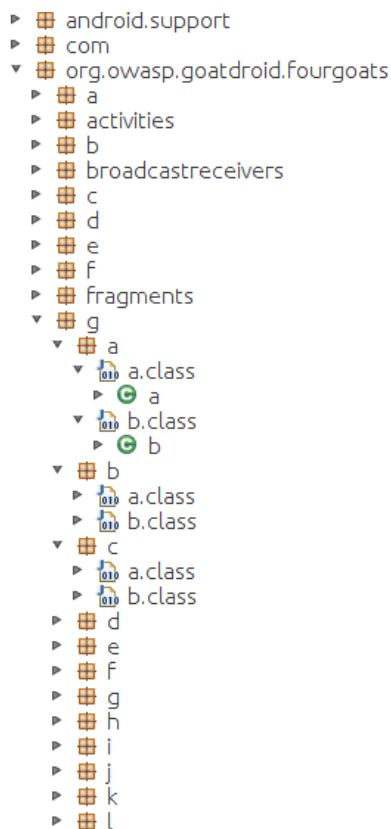 android.support
com
org.owasp.goatdroid.fourgoats
a
activities
b
broadcastreceivers
c
d
e
f
fragments
g
a
a.class
a
b.class
b
b
a.class
b.class
c
a.class
b.class
d
e
f
g
h
i
j
k
l